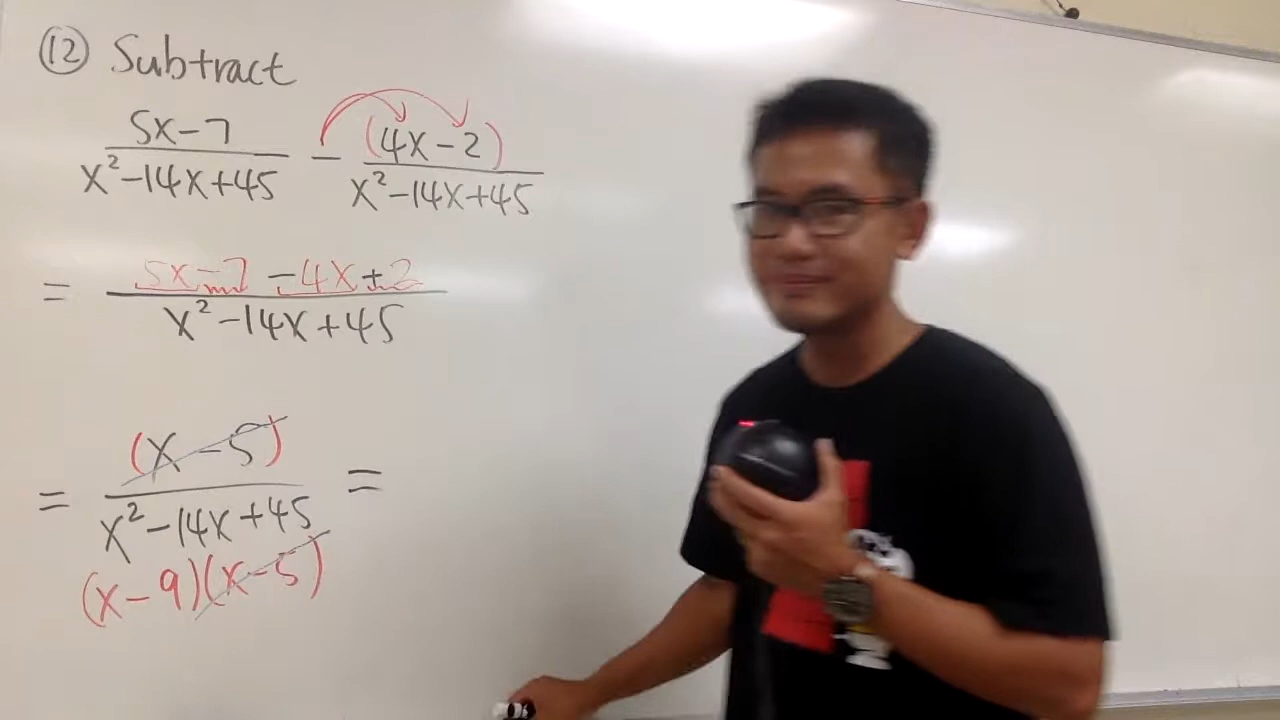 ⑫ Subtract
5x-7 / x²-14x+45 - (4x-2) / x²-14x+45
= 5x-7 -4x+2 / x²-14x+45
= (x-5) / x²-14x+45 =
(x-9)(x-5)